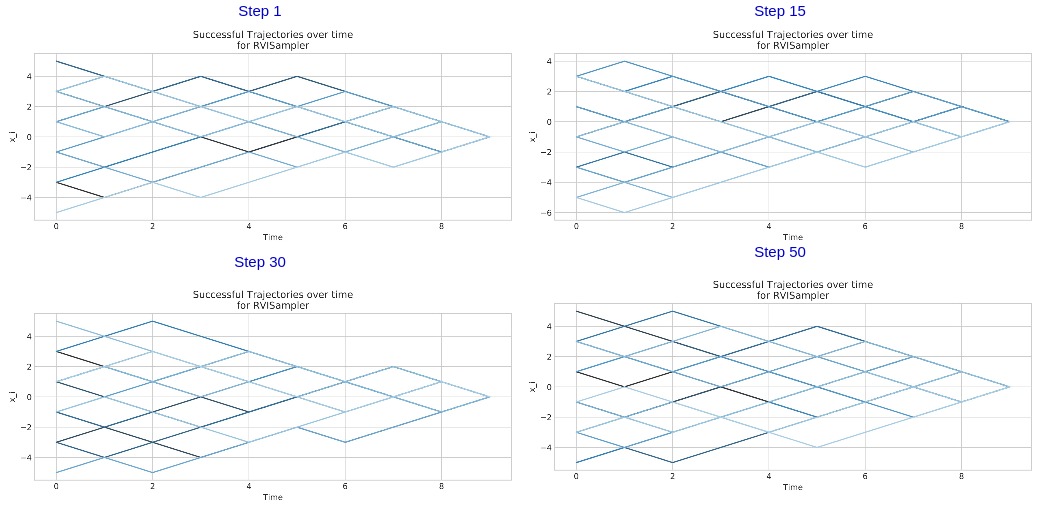 Step 1
Successful Trajectories over time
for RVISampler
4
2
0
−2
−4
x_i
0 2 4 6 8
Time
Step 15
Successful Trajectories over time
for RVISampler
4
2
0
−2
−4
−6
x_i
0 2 4 6 8
Time
Step 30
Successful Trajectories over time
for RVISampler
4
2
0
−2
−4
x_i
0 2 4 6 8
Time
Step 50
Successful Trajectories over time
for RVISampler
4
2
0
−2
−4
x_i
0 2 4 6 8
Time